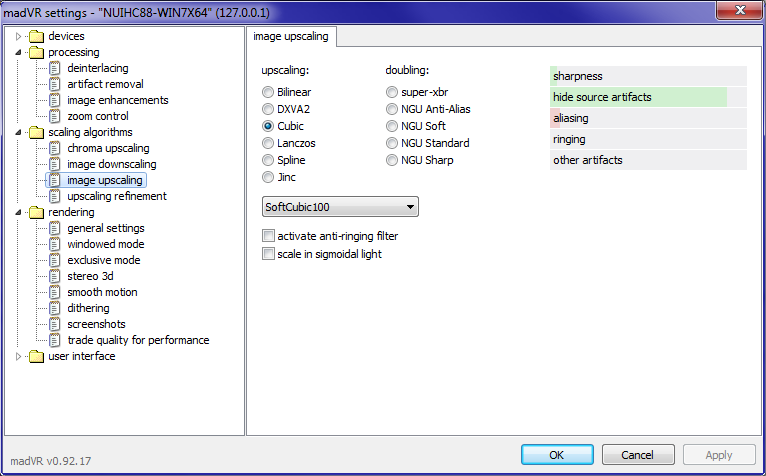 madVR settings - "NUIHC88-WIN7X64" (127.0.0.1)
devices
processing
deinterlacing
artifact removal
image enhancements
zoom control
scaling algorithms
chroma upscaling
image downscaling
image upscaling
upscaling refinement
rendering
general settings
windowed mode
exclusive mode
stereo 3d
smooth motion
dithering
screenshots
trade quality for performance
user interface
image upscaling
upscaling:
Bilinear
DXVA2
Cubic
Lanczos
Spline
Jinc
doubling:
super-xbr
NGU Anti-Alias
NGU Soft
NGU Standard
NGU Sharp
sharpness
hide source artifacts
aliasing
ringing
other artifacts
SoftCubic100
activate anti-ringing filter
scale in sigmoidal light
madVR v0.92.17
OK
Cancel
Apply